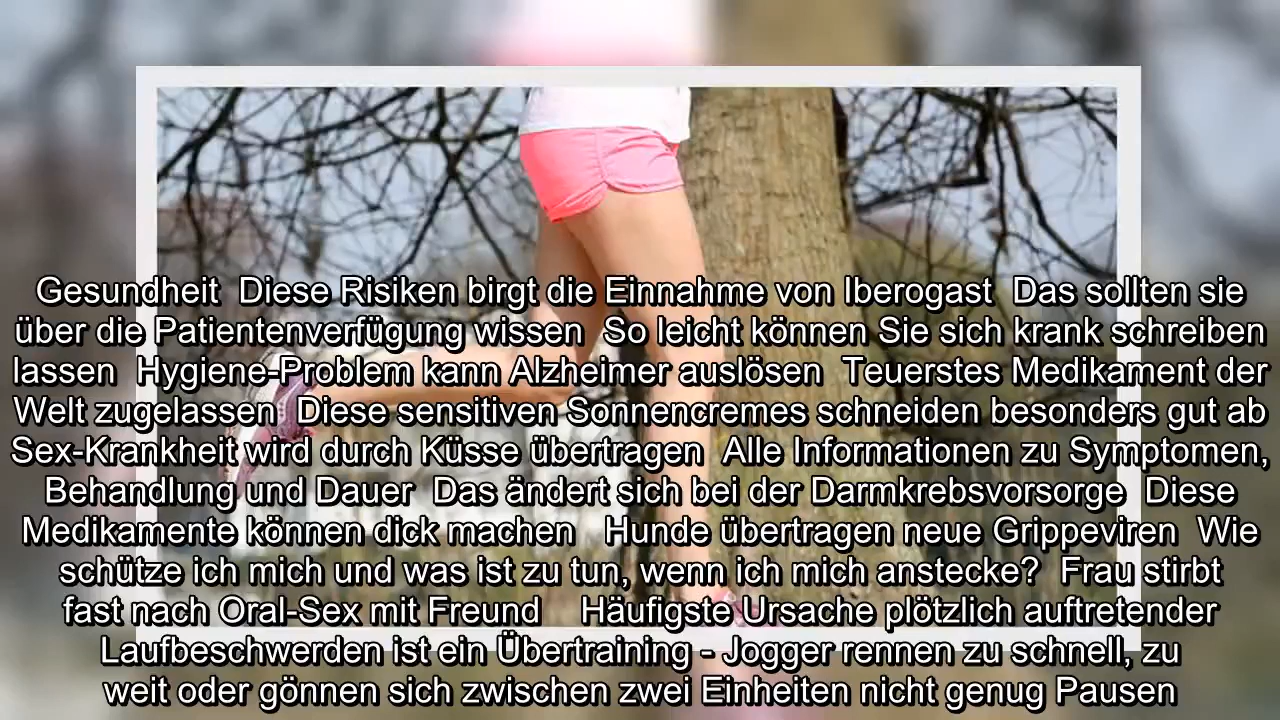 Gesundheit  Diese Risiken birgt die Einnahme von Iberogast  Das sollten sie
über die Patientenverfügung wissen  So leicht können Sie sich krank schreiben
lassen  Hygiene-Problem kann Alzheimer auslösen  Teuerstes Medikament der
Welt zugelassen  Diese sensitiven Sonnencremes schneiden besonders gut ab
Sex-Krankheit wird durch Küsse übertragen  Alle Informationen zu Symptomen,
Behandlung und Dauer  Das ändert sich bei der Darmkrebsvorsorge  Diese
Medikamente können dick machen   Hunde übertragen neue Grippeviren  Wie
schütze ich mich und was ist zu tun, wenn ich mich anstecke?  Frau stirbt
fast nach Oral-Sex mit Freund    Häufigste Ursache plötzlich auftretender
Laufbeschwerden ist ein Übertraining - Jogger rennen zu schnell, zu
weit oder gönnen sich zwischen zwei Einheiten nicht genug Pausen